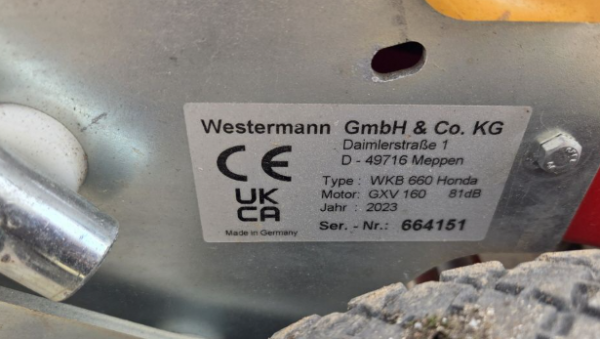 Westermann GmbH & Co. KG
Daimlerstraße 1
D - 49716 Meppen
CE
UK
CA
Type : WKB 660 Honda
Motor: GXV 160 81dB
Jahr : 2023
Made in Germany
Ser. - Nr.: 664151